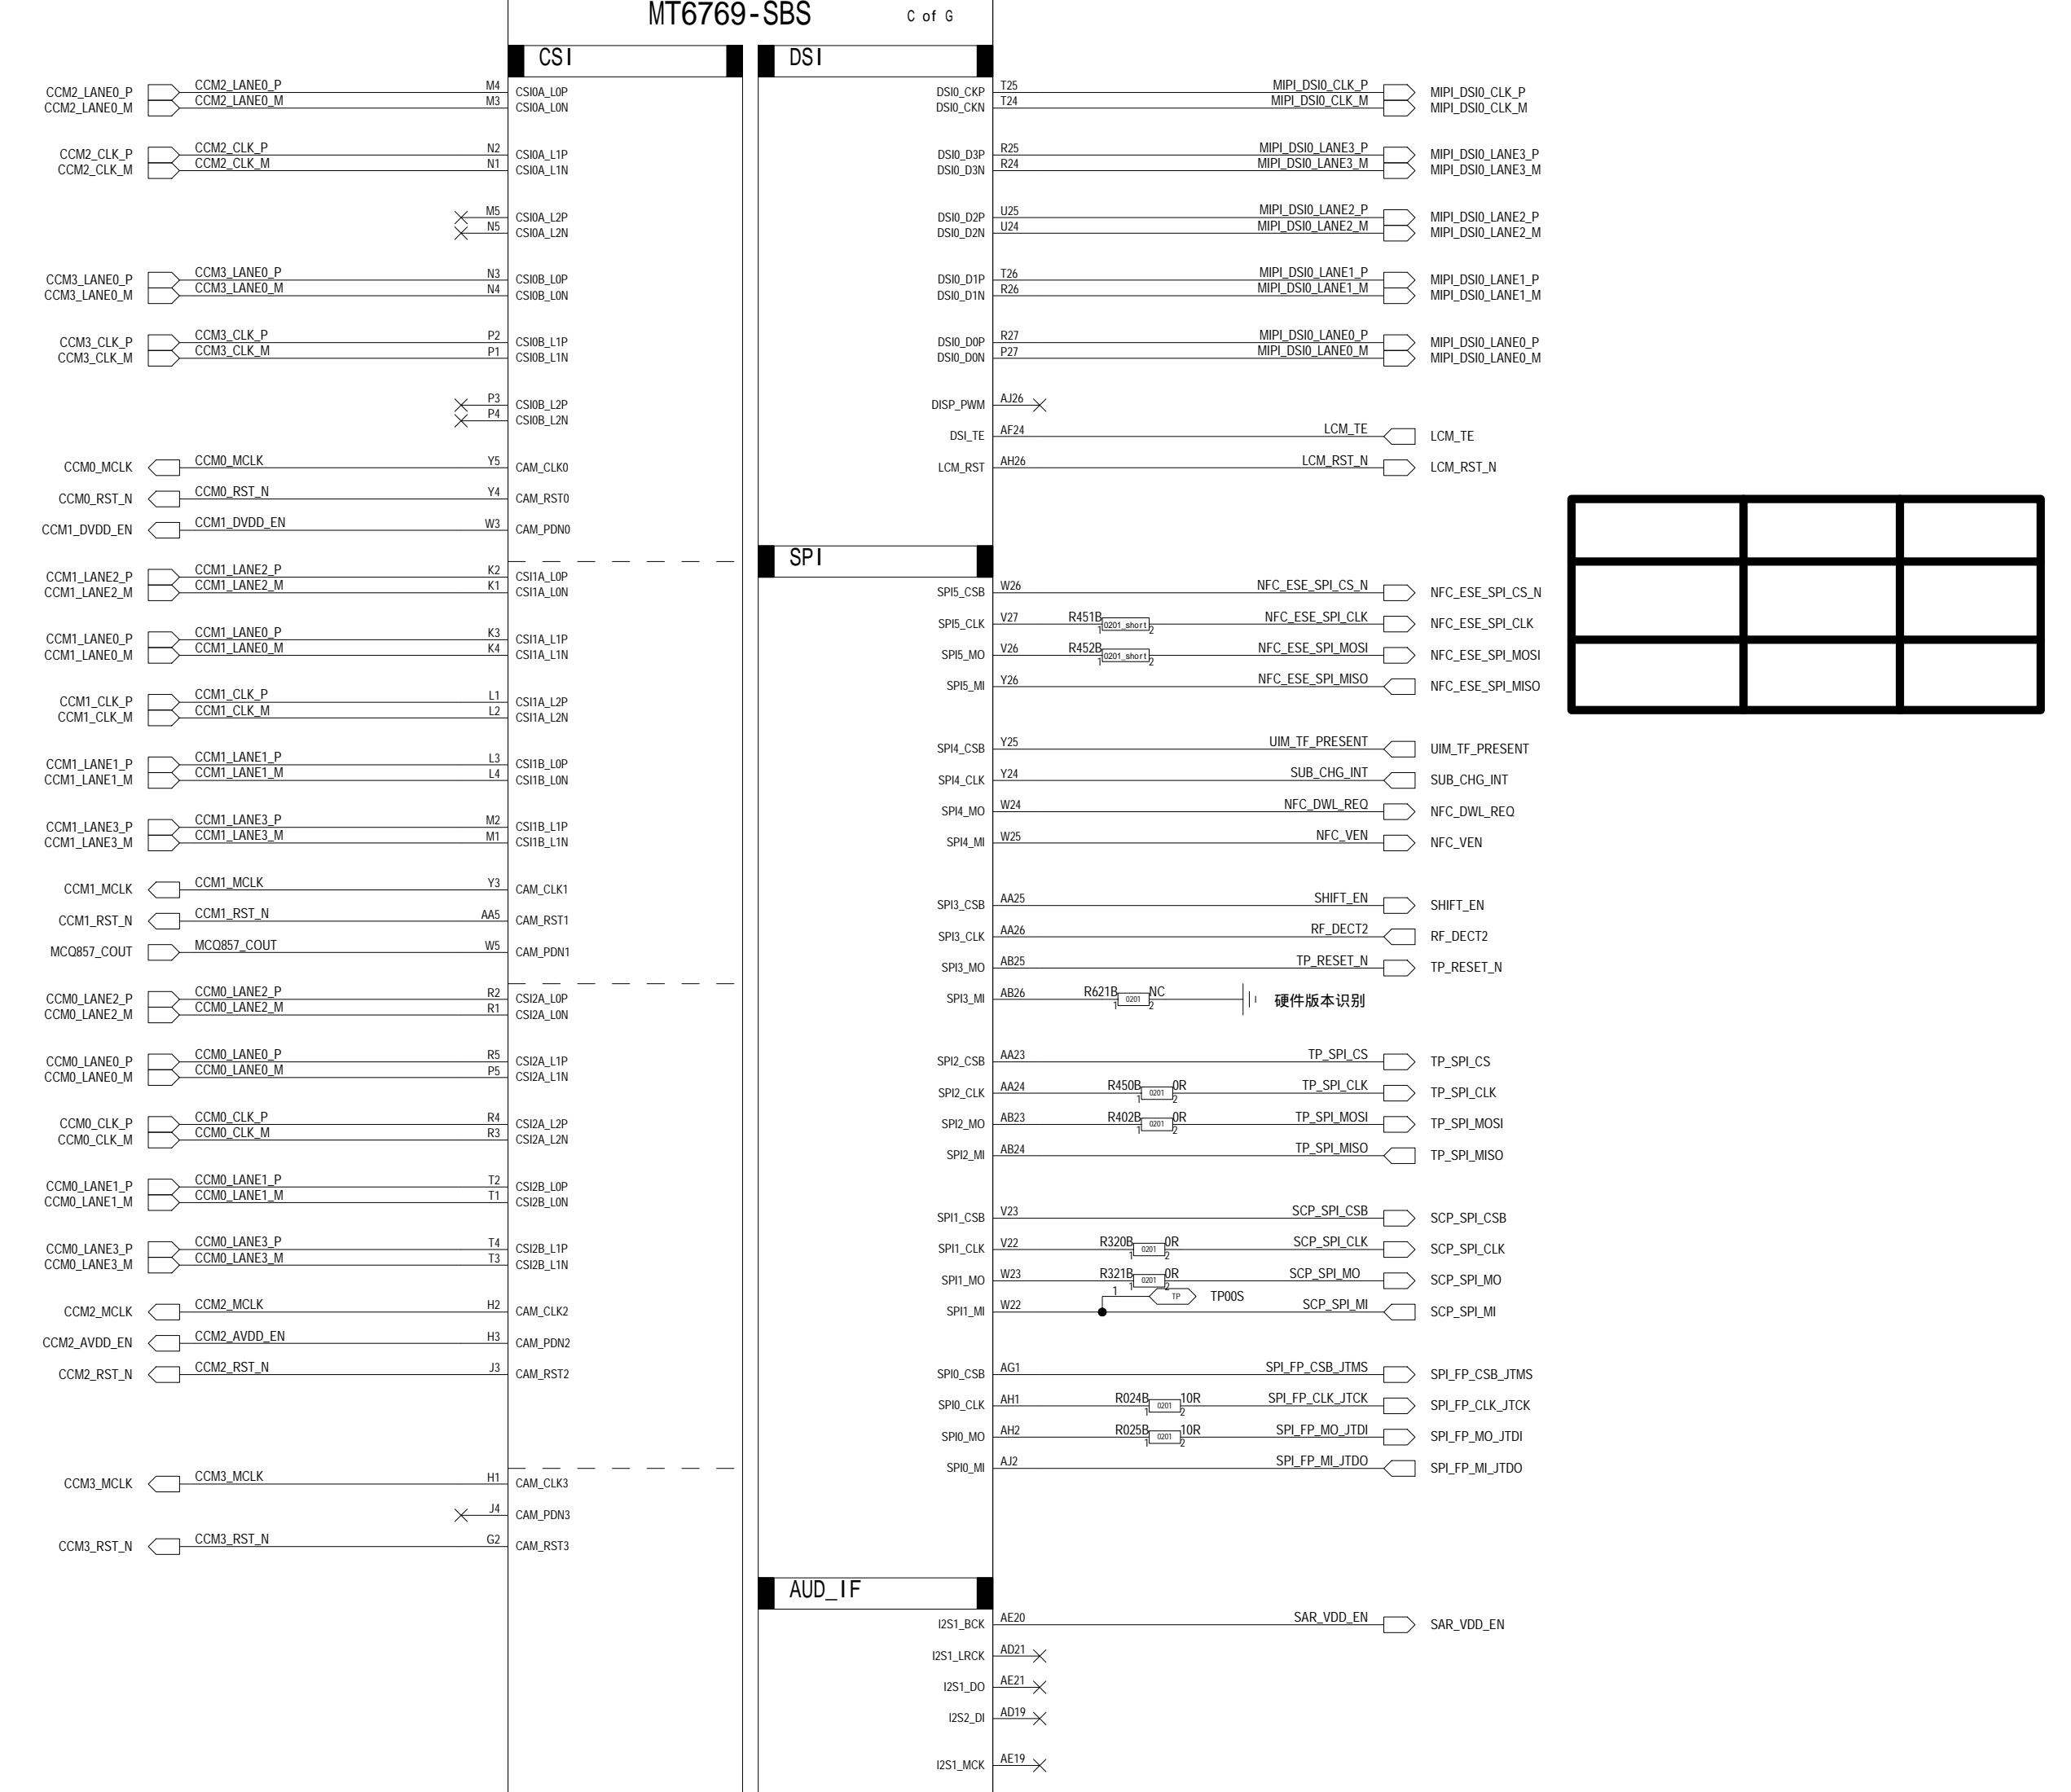 MT6769-SBS C of G
CSI
CCM2_LANE0_P CCM2_LANE0_P M4 CSI0A_L0P
CCM2_LANE0_M CCM2_LANE0_M M3 CSI0A_L0N
CCM2_CLK_P CCM2_CLK_P N2 CSI0A_L1P
CCM2_CLK_M CCM2_CLK_M N1 CSI0A_L1N
M5 CSI0A_L2P
N5 CSI0A_L2N
CCM3_LANE0_P CCM3_LANE0_P N3 CSI0B_L0P
CCM3_LANE0_M CCM3_LANE0_M N4 CSI0B_L0N
CCM3_CLK_P CCM3_CLK_P P2 CSI0B_L1P
CCM3_CLK_M CCM3_CLK_M P1 CSI0B_L1N
P3 CSI0B_L2P
P4 CSI0B_L2N
CCM0_MCLK CCM0_MCLK Y5 CAM_CLK0
CCM0_RST_N CCM0_RST_N Y4 CAM_RST0
CCM1_DVDD_EN CCM1_DVDD_EN W3 CAM_PDN0
CCM1_LANE2_P CCM1_LANE2_P K2 CSI1A_L0P
CCM1_LANE2_M CCM1_LANE2_M K1 CSI1A_L0N
CCM1_LANE0_P CCM1_LANE0_P K3 CSI1A_L1P
CCM1_LANE0_M CCM1_LANE0_M K4 CSI1A_L1N
CCM1_CLK_P CCM1_CLK_P L1 CSI1A_L2P
CCM1_CLK_M CCM1_CLK_M L2 CSI1A_L2N
CCM1_LANE1_P CCM1_LANE1_P L3 CSI1B_L0P
CCM1_LANE1_M CCM1_LANE1_M L4 CSI1B_L0N
CCM1_LANE3_P CCM1_LANE3_P M2 CSI1B_L1P
CCM1_LANE3_M CCM1_LANE3_M M1 CSI1B_L1N
CCM1_MCLK CCM1_MCLK Y3 CAM_CLK1
CCM1_RST_N CCM1_RST_N AA5 CAM_RST1
MCQ857_COUT MCQ857_COUT W5 CAM_PDN1
CCM0_LANE2_P CCM0_LANE2_P R2 CSI2A_L0P
CCM0_LANE2_M CCM0_LANE2_M R1 CSI2A_L0N
CCM0_LANE0_P CCM0_LANE0_P R5 CSI2A_L1P
CCM0_LANE0_M CCM0_LANE0_M P5 CSI2A_L1N
CCM0_CLK_P CCM0_CLK_P R4 CSI2A_L2P
CCM0_CLK_M CCM0_CLK_M R3 CSI2A_L2N
CCM0_LANE1_P CCM0_LANE1_P T2 CSI2B_L0P
CCM0_LANE1_M CCM0_LANE1_M T1 CSI2B_L0N
CCM0_LANE3_P CCM0_LANE3_P T4 CSI2B_L1P
CCM0_LANE3_M CCM0_LANE3_M T3 CSI2B_L1N
CCM2_MCLK CCM2_MCLK H2 CAM_CLK2
CCM2_AVDD_EN CCM2_AVDD_EN H3 CAM_PDN2
CCM2_RST_N CCM2_RST_N J3 CAM_RST2
CCM3_MCLK CCM3_MCLK H1 CAM_CLK3
J4 CAM_PDN3
CCM3_RST_N CCM3_RST_N G2 CAM_RST3
DSI
DSI0_CKP T25 MIPI_DSI0_CLK_P MIPI_DSI0_CLK_P
DSI0_CKN T24 MIPI_DSI0_CLK_M MIPI_DSI0_CLK_M
DSI0_D3P R25 MIPI_DSI0_LANE3_P MIPI_DSI0_LANE3_P
DSI0_D3N R24 MIPI_DSI0_LANE3_M MIPI_DSI0_LANE3_M
DSI0_D2P U25 MIPI_DSI0_LANE2_P MIPI_DSI0_LANE2_P
DSI0_D2N U24 MIPI_DSI0_LANE2_M MIPI_DSI0_LANE2_M
DSI0_D1P T26 MIPI_DSI0_LANE1_P MIPI_DSI0_LANE1_P
DSI0_D1N R26 MIPI_DSI0_LANE1_M MIPI_DSI0_LANE1_M
DSI0_D0P R27 MIPI_DSI0_LANE0_P MIPI_DSI0_LANE0_P
DSI0_D0N P27 MIPI_DSI0_LANE0_M MIPI_DSI0_LANE0_M
DISP_PWM AJ26
DSI_TE AF24 LCM_TE LCM_TE
LCM_RST AH26 LCM_RST_N LCM_RST_N
SPI
SPI5_CSB W26 NFC_ESE_SPI_CS_N NFC_ESE_SPI_CS_N
SPI5_CLK V27 R451B 1 0201_short 2 NFC_ESE_SPI_CLK NFC_ESE_SPI_CLK
SPI5_MO V26 R452B 1 0201_short 2 NFC_ESE_SPI_MOSI NFC_ESE_SPI_MOSI
SPI5_MI Y26 NFC_ESE_SPI_MISO NFC_ESE_SPI_MISO
SPI4_CSB Y25 UIM_TF_PRESENT UIM_TF_PRESENT
SPI4_CLK Y24 SUB_CHG_INT SUB_CHG_INT
SPI4_MO W24 NFC_DWL_REQ NFC_DWL_REQ
SPI4_MI W25 NFC_VEN NFC_VEN
SPI3_CSB AA25 SHIFT_EN SHIFT_EN
SPI3_CLK AA26 RF_DECT2 RF_DECT2
SPI3_MO AB25 TP_RESET_N TP_RESET_N
SPI3_MI AB26 R621B 1 0201 2 NC 硬件版本识别
SPI2_CSB AA23 TP_SPI_CS TP_SPI_CS
SPI2_CLK AA24 R450B 1 0201 2 0R TP_SPI_CLK TP_SPI_CLK
SPI2_MO AB23 R402B 1 0201 2 0R TP_SPI_MOSI TP_SPI_MOSI
SPI2_MI AB24 TP_SPI_MISO TP_SPI_MISO
SPI1_CSB V23 SCP_SPI_CSB SCP_SPI_CSB
SPI1_CLK V22 R320B 1 0201 2 0R SCP_SPI_CLK SCP_SPI_CLK
SPI1_MO W23 R321B 1 0201 2 0R SCP_SPI_MO SCP_SPI_MO
1 TP TP00S
SPI1_MI W22 SCP_SPI_MI SCP_SPI_MI
SPI0_CSB AG1 SPI_FP_CSB_JTMS SPI_FP_CSB_JTMS
SPI0_CLK AH1 R024B 1 0201 2 10R SPI_FP_CLK_JTCK SPI_FP_CLK_JTCK
SPI0_MO AH2 R025B 1 0201 2 10R SPI_FP_MO_JTDI SPI_FP_MO_JTDI
SPI0_MI AJ2 SPI_FP_MI_JTDO SPI_FP_MI_JTDO
AUD_IF
I2S1_BCK AE20 SAR_VDD_EN SAR_VDD_EN
I2S1_LRCK AD21
I2S1_DO AE21
I2S2_DI AD19
I2S1_MCK AE19